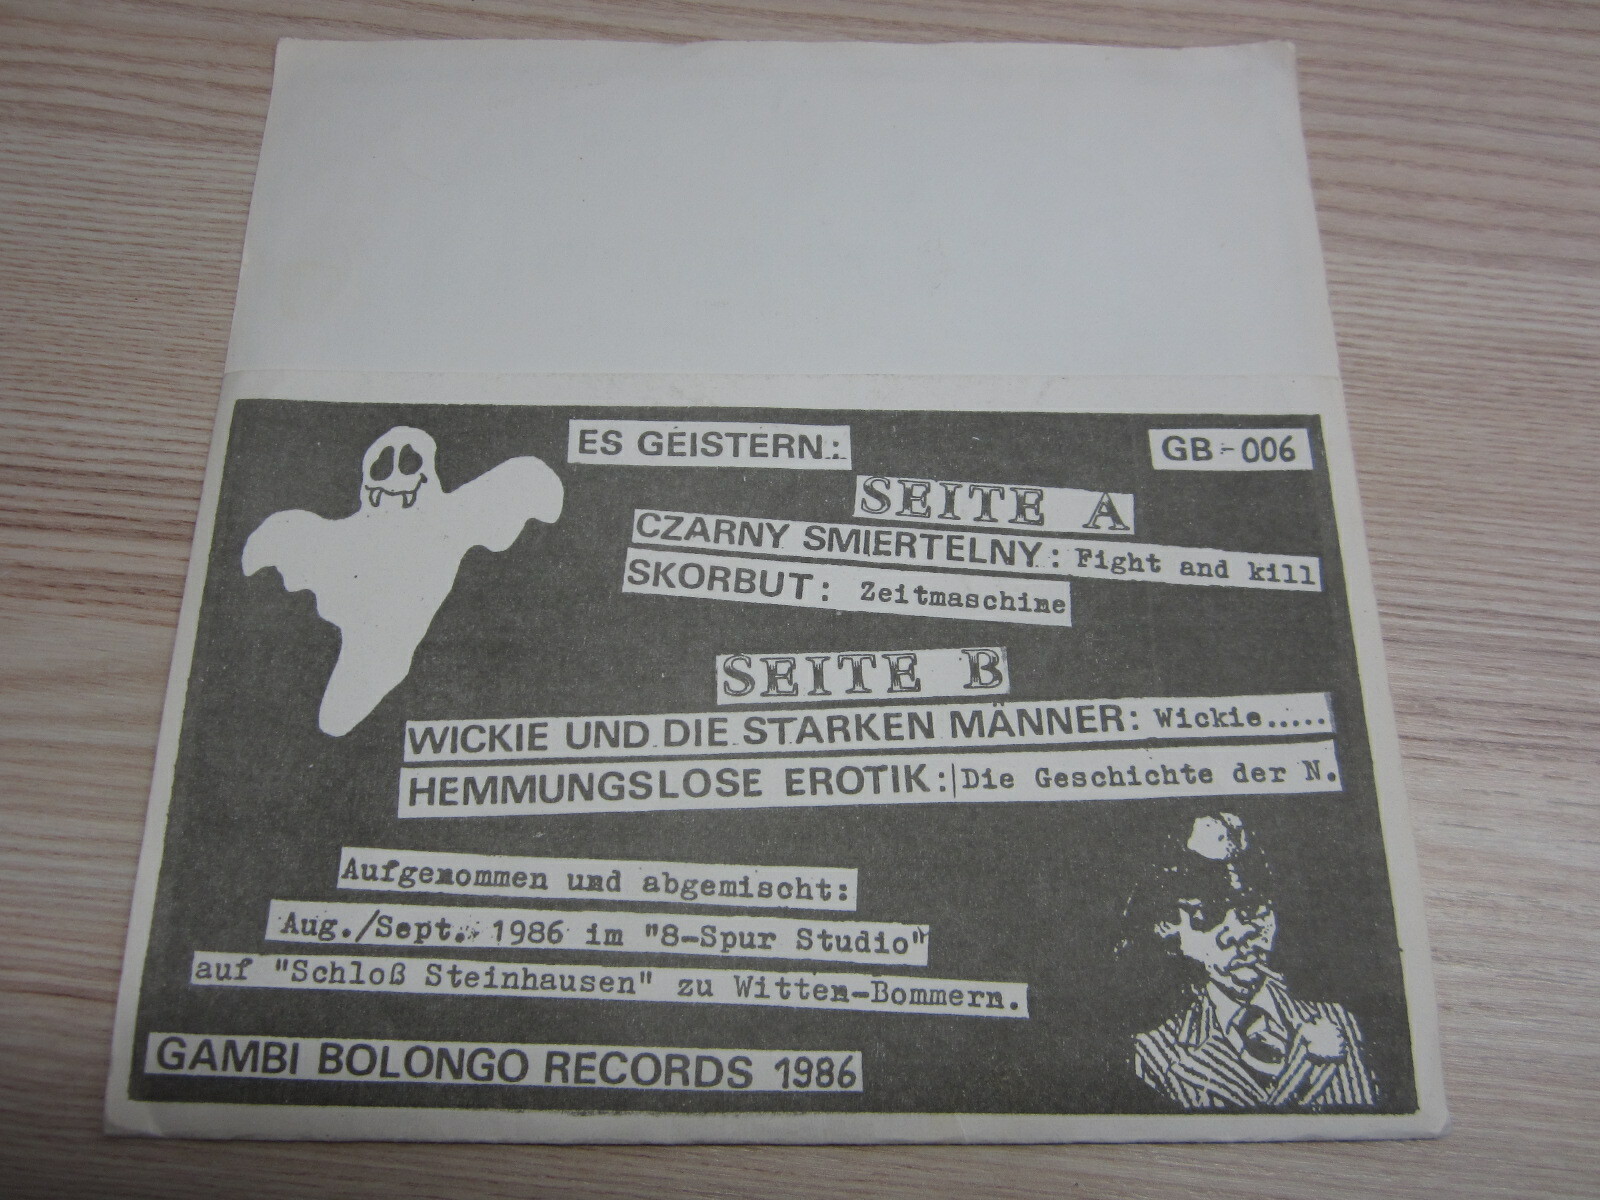 ES GEISTERN:
GB-006
SEITE A
CZARNY SMIERTELNY: Fight and kill
SKORBUT: Zeitmaschine
SEITE B
WICKIE UND DIE STARKEN MÄNNER: Wickie.....
HEMMUNGSLOSE EROTIK: Die Geschichte der N.
Aufgenommen und abgemischt:
Aug./Sept. 1986 im "8-Spur Studio"
auf "Schloß Steinhausen" zu Witten-Bommern.
GAMBI BOLONGO RECORDS 1986